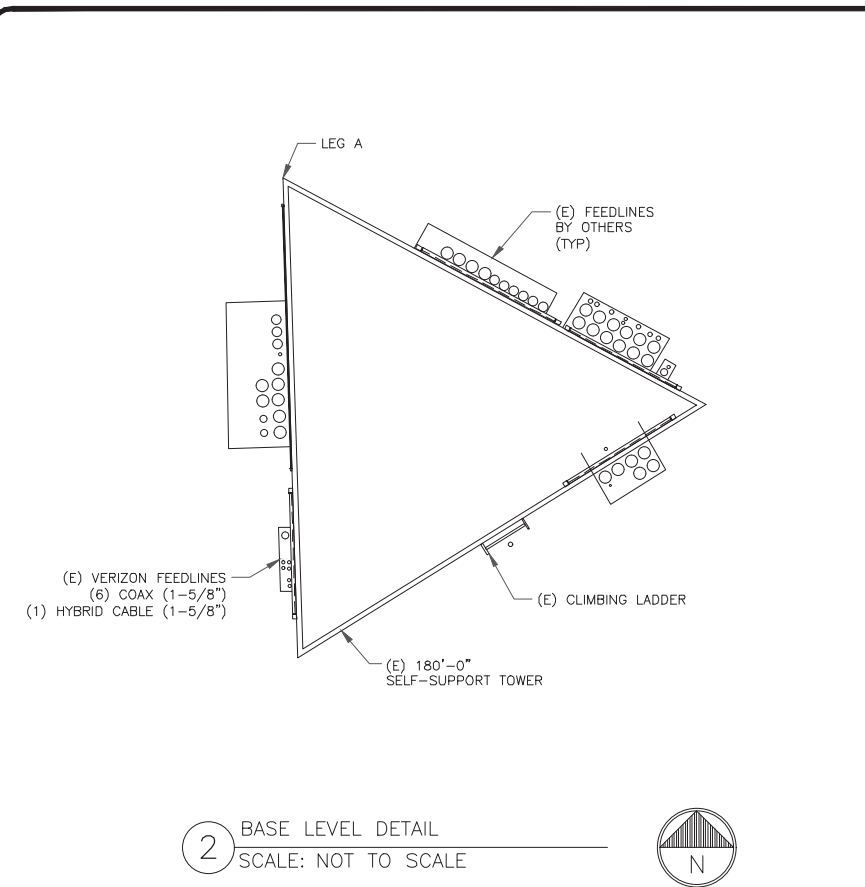 LEG A
(E) FEEDLINES
BY OTHERS
(TYP)
(E) VERIZON FEEDLINES
(6) COAX (1-5/8")
(1) HYBRID CABLE (1-5/8")
(E) CLIMBING LADDER
(E) 180'-0"
SELF-SUPPORT TOWER
2
BASE LEVEL DETAIL
SCALE: NOT TO SCALE
N